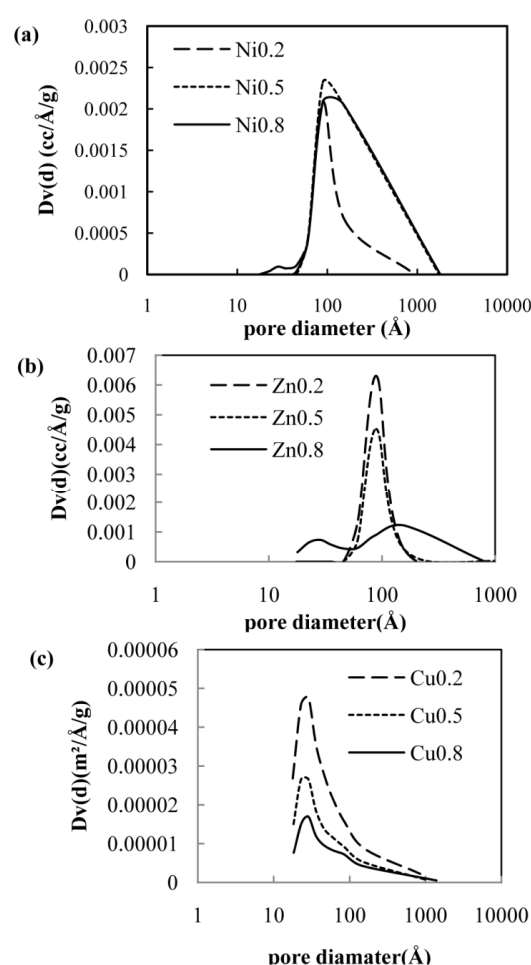 (a)
0.003
0.0025
0.002
0.0015
0.001
0.0005
0
Dv(d) (cc/Å/g)
Ni0.2
Ni0.5
Ni0.8
1 10 100 1000 10000
pore diameter (Å)
(b)
0.007
0.006
0.005
0.004
0.003
0.002
0.001
0
Dv(d)(cc/Å/g)
Zn0.2
Zn0.5
Zn0.8
1 10 100 1000
pore diameter(Å)
(c)
0.00006
0.00005
0.00004
0.00003
0.00002
0.00001
0
Dv(d)(m²/Å/g)
Cu0.2
Cu0.5
Cu0.8
1 10 100 1000 10000
pore diamater(Å)